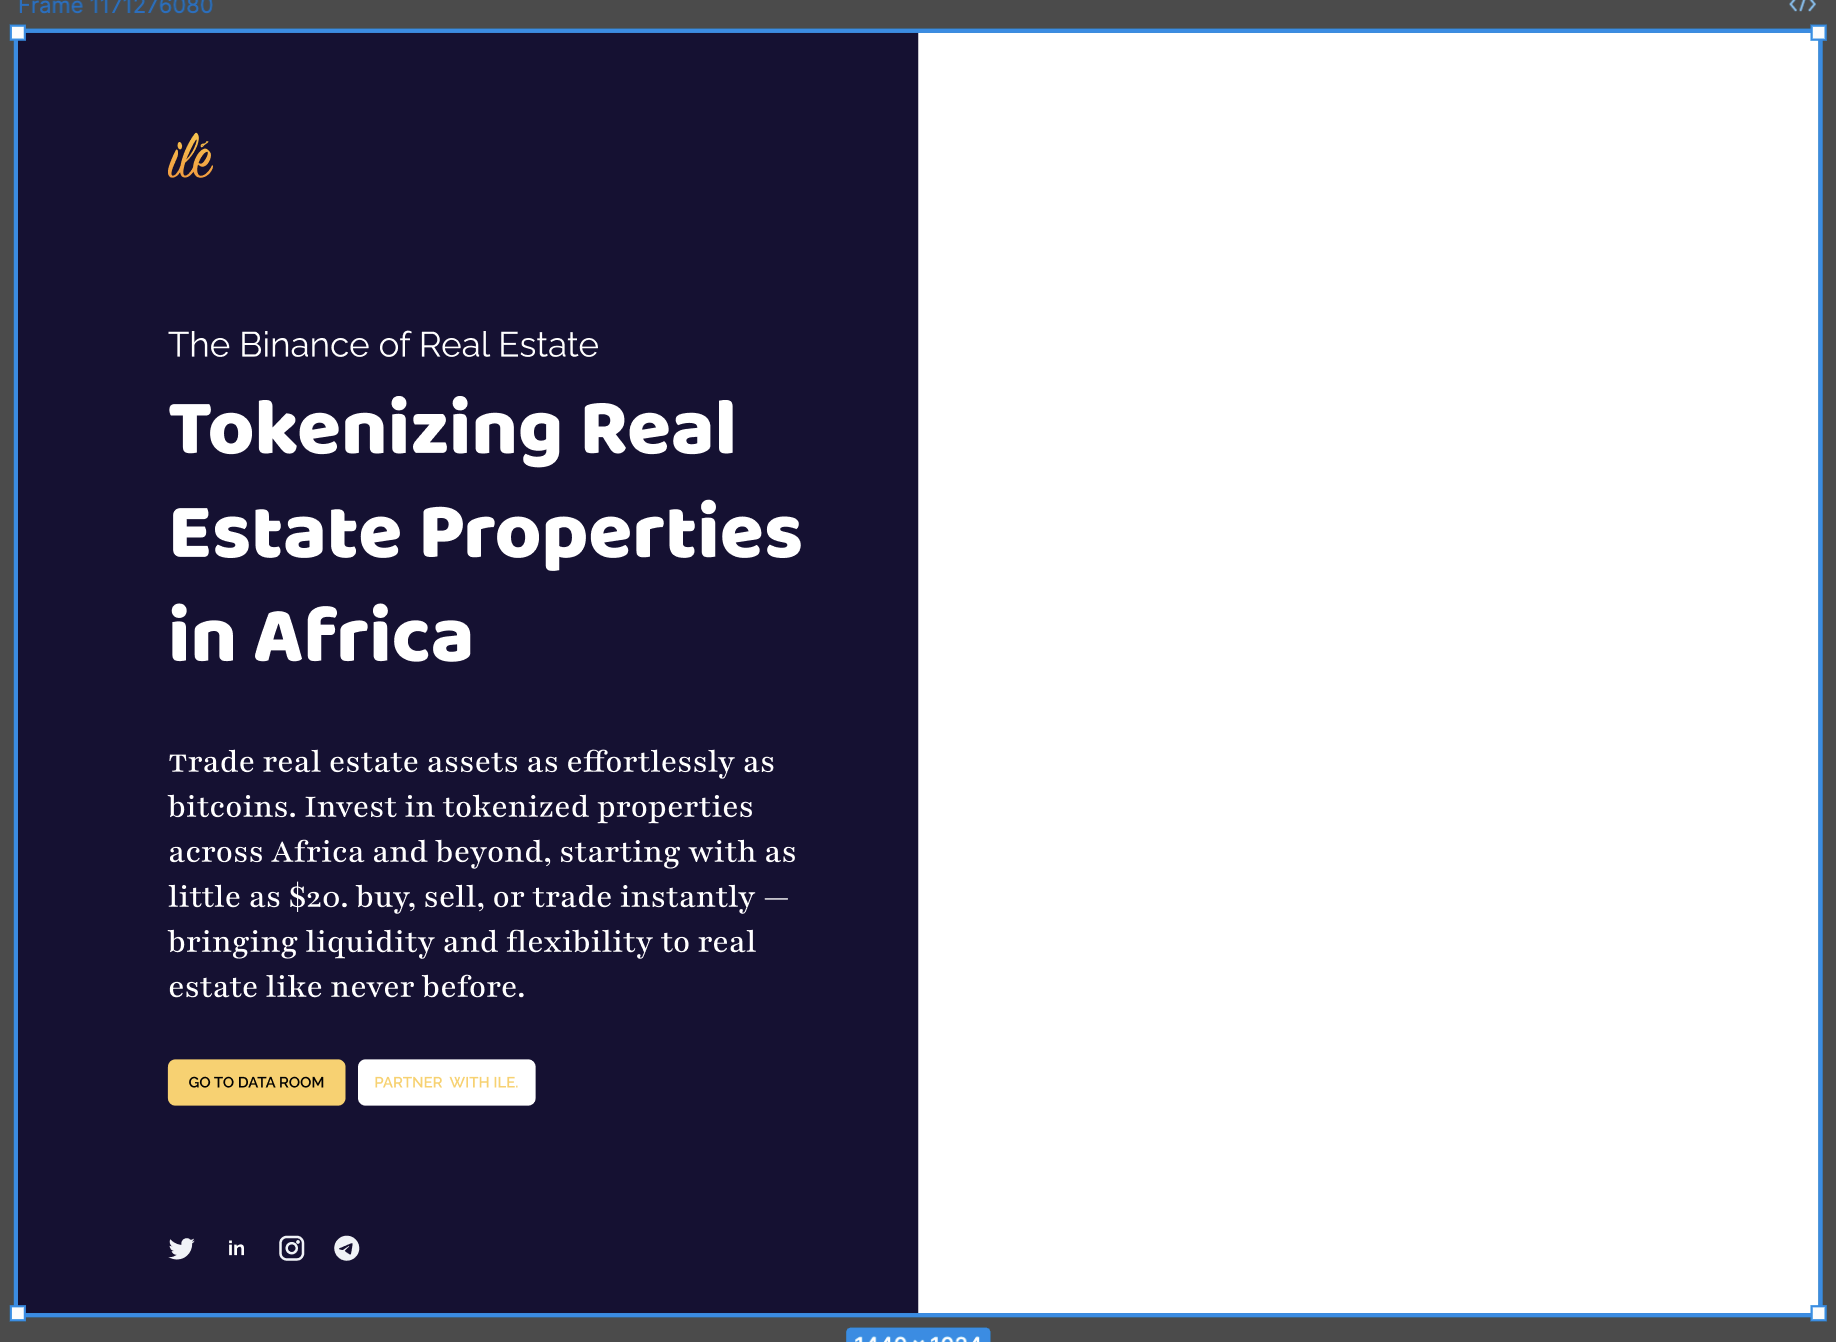 Frame 1171276080
ilé
The Binance of Real Estate
Tokenizing Real
Estate Properties
in Africa
Trade real estate assets as effortlessly as
bitcoins. Invest in tokenized properties
across Africa and beyond, starting with as
little as $20. buy, sell, or trade instantly —
bringing liquidity and flexibility to real
estate like never before.
GO TO DATA ROOM
PARTNER  WITH ILE.
in
1440 × 1024